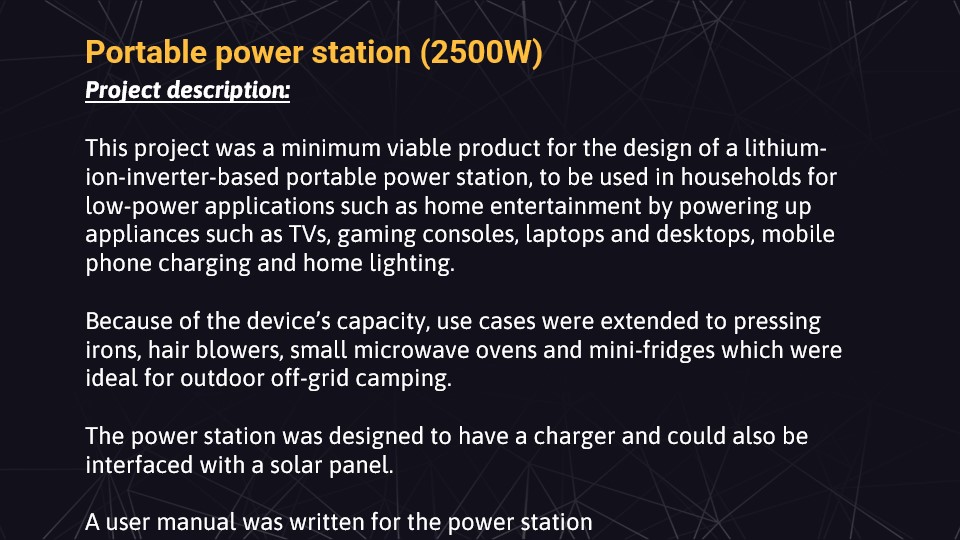 Portable power station (2500W)
Project description:
This project was a minimum viable product for the design of a lithium-
ion-inverter-based portable power station, to be used in households for
low-power applications such as home entertainment by powering up
appliances such as TVs, gaming consoles, laptops and desktops, mobile
phone charging and home lighting.
Because of the device’s capacity, use cases were extended to pressing
irons, hair blowers, small microwave ovens and mini-fridges which were
ideal for outdoor off-grid camping.
The power station was designed to have a charger and could also be
interfaced with a solar panel.
A user manual was written for the power station